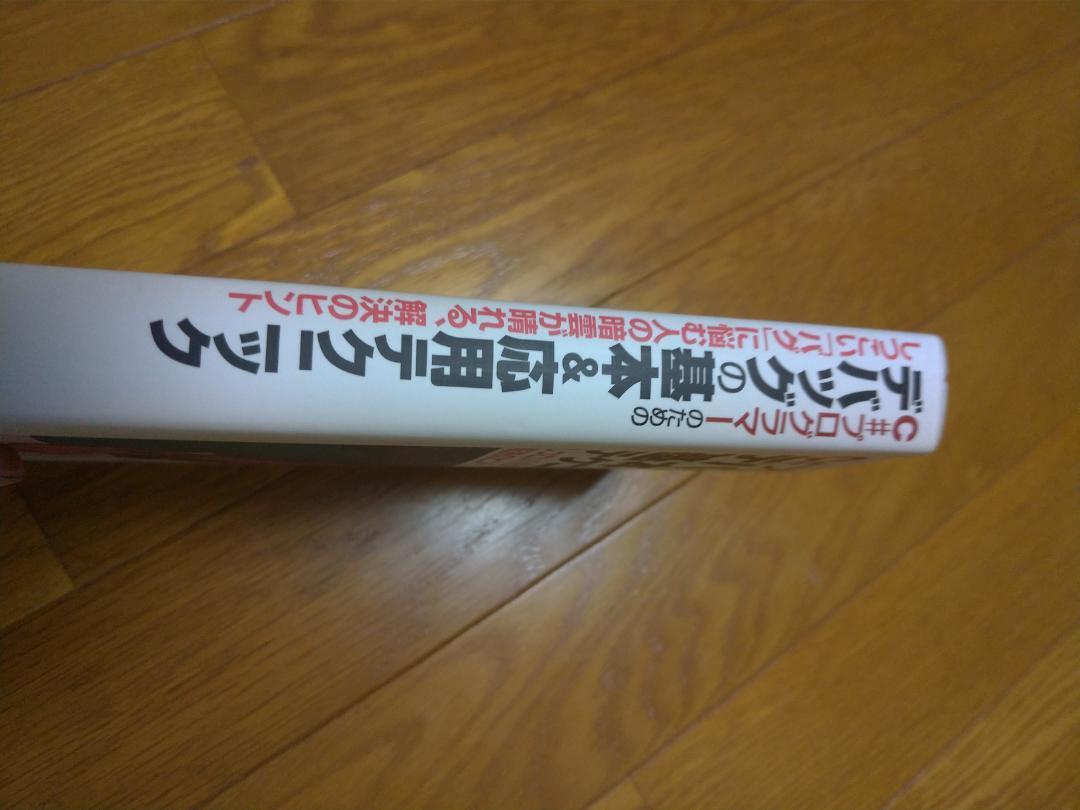 C#プログラマーのための
デバッグの基本&応用テクニック
しつこい「バグ」に悩む人の暗雲が晴れる、解決のヒント